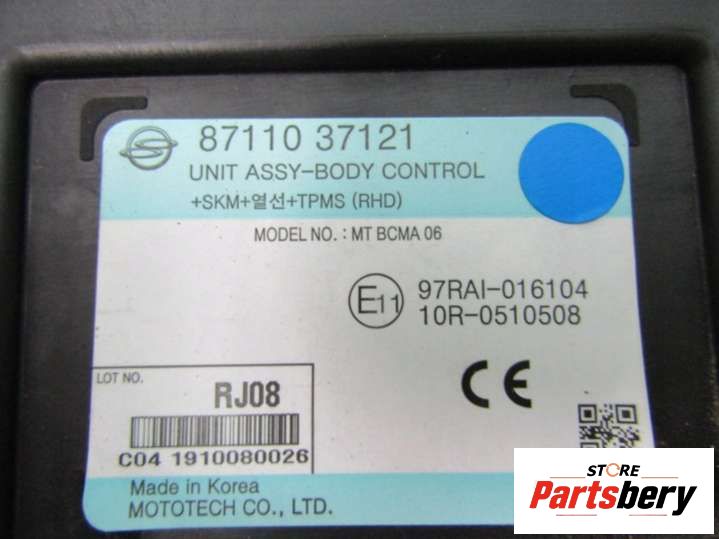 87110 37121
UNIT ASSY-BODY CONTROL
+SKM+열선+TPMS (RHD)
MODEL NO. : MT BCMA 06
E11
97RAI-016104
10R-0510508
LOT NO.
RJ08
CE
C04 1910080026
Made in Korea
MOTOTECH CO., LTD.
STORE
Partsbery